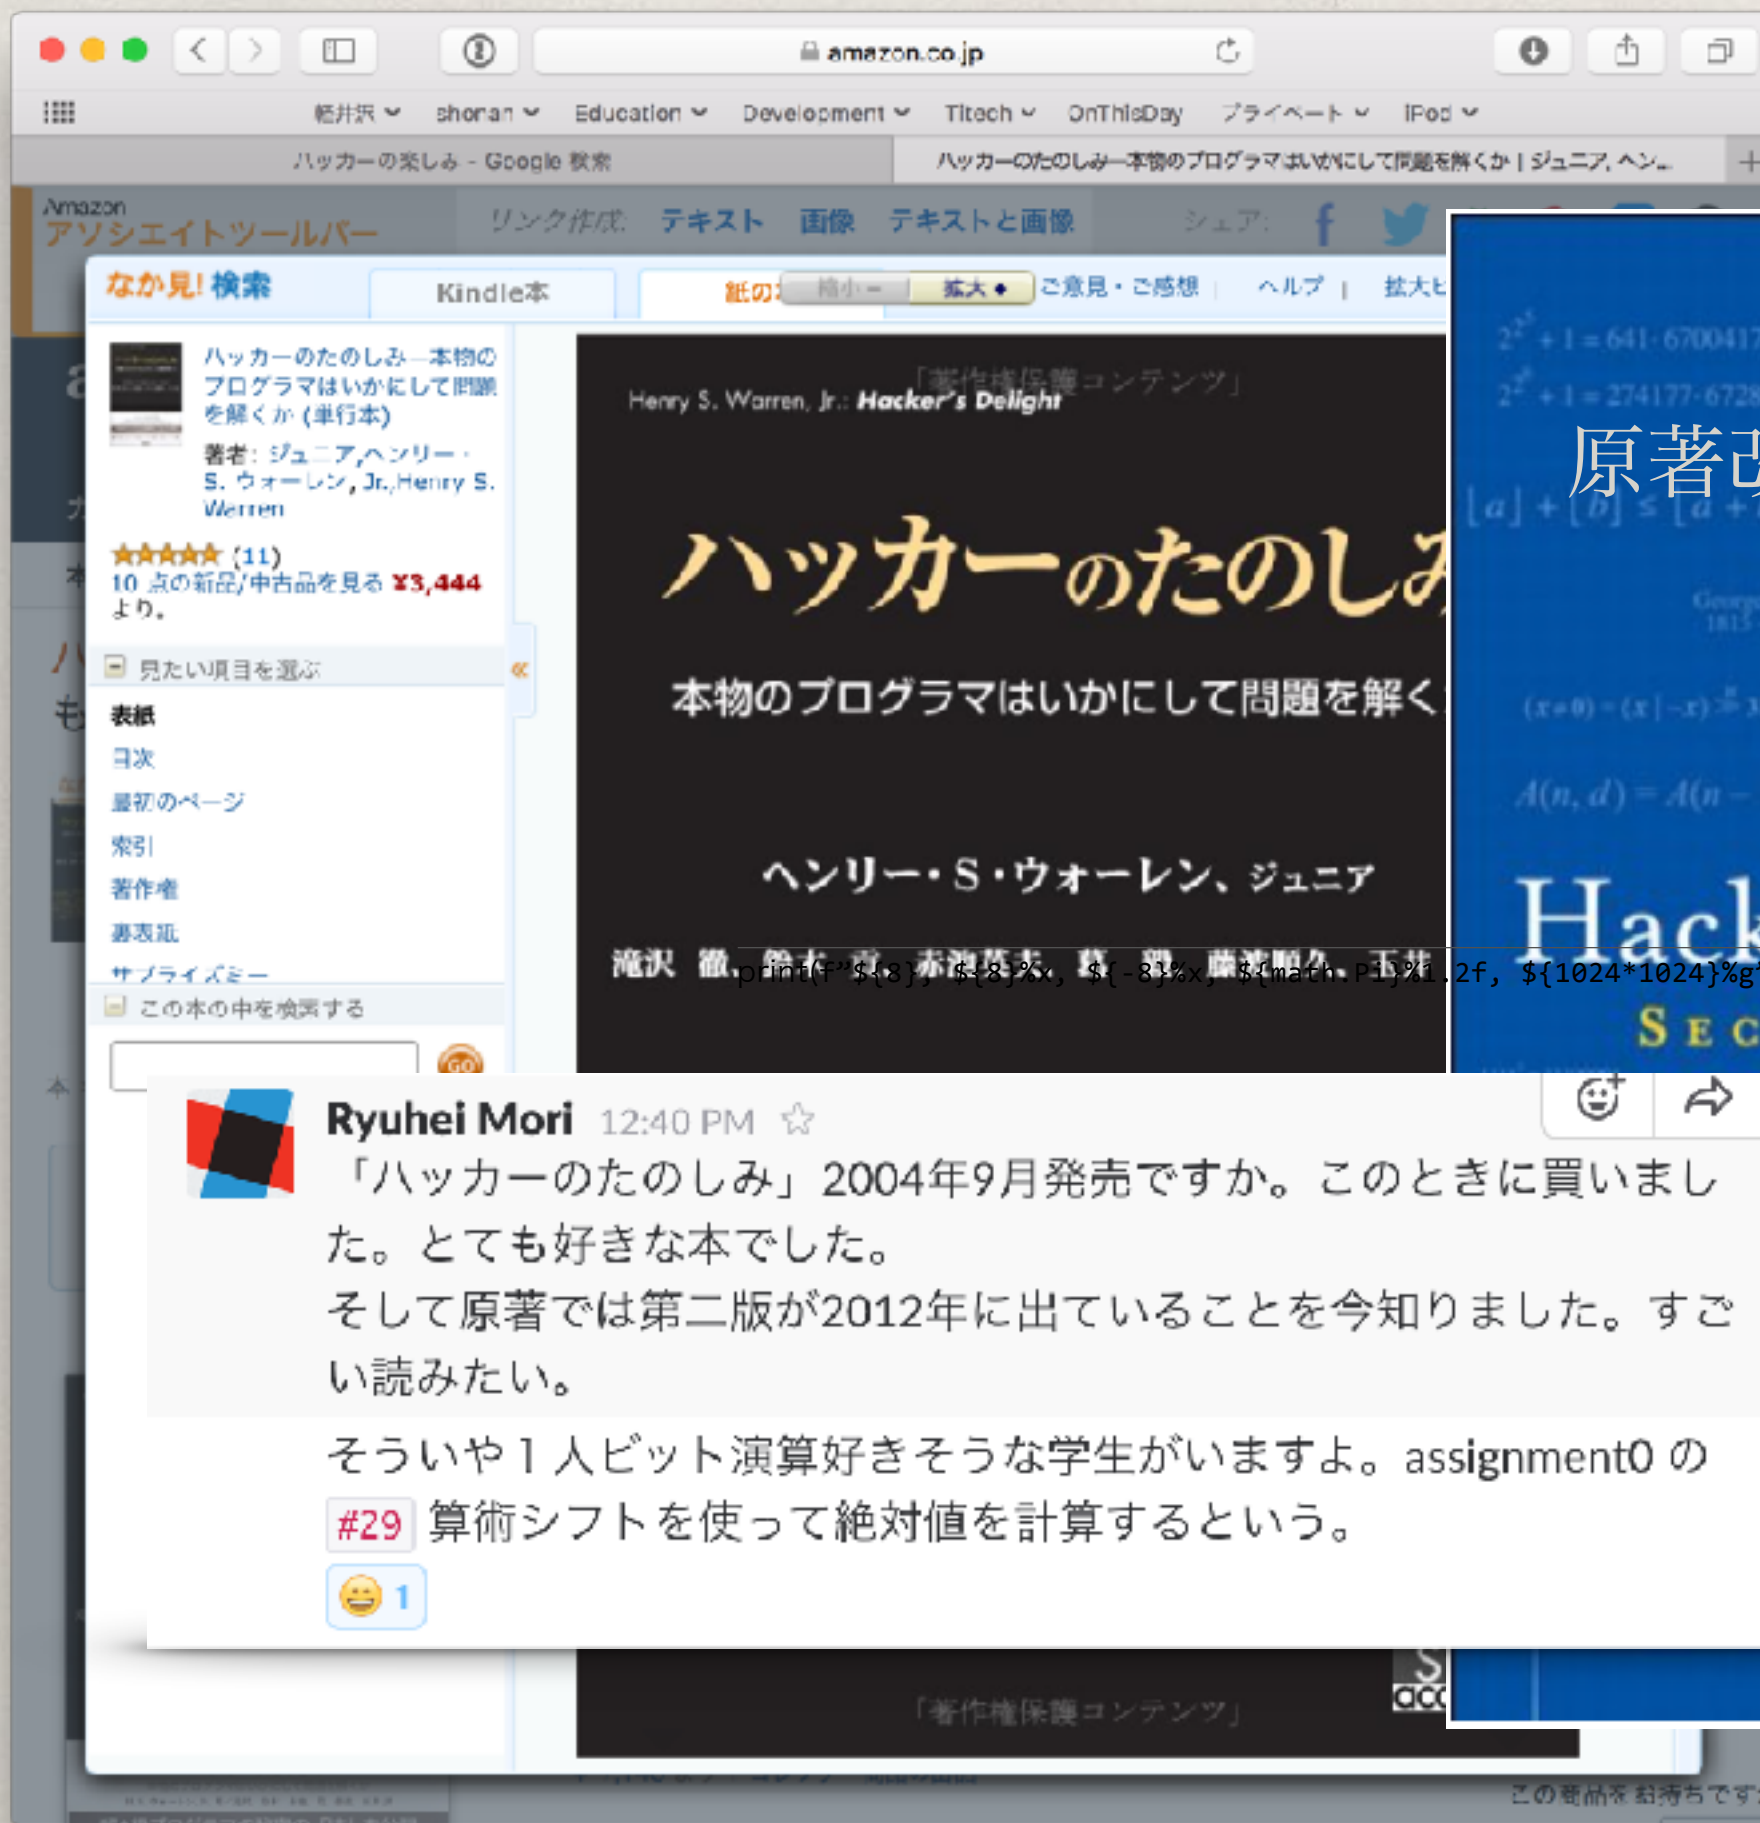 amazon.co.jp
軽井沢 shonan Education Development Titech OnThisDay プライベート iPod
ハッカーの楽しみ - Google 検索
ハッカーのたのしみ―本物のプログラマはいかにして問題を解くか | ジュニア, ヘン...
Amazon
アソシエイトツールバー
リンク作成: テキスト 画像 テキストと画像 シェア:
なか見! 検索
Kindle本
紙の
縮小 拡大
ご意見・ご感想 | ヘルプ |
ハッカーのたのしみ―本物の
プログラマはいかにして問題
を解くか (単行本)
著者: ジュニア,ヘンリー・
S. ウォーレン, Jr.,Henry S.
Warren
(11)
10 点の新品/中古品を見る ¥3,444
より。
見たい項目を選ぶ
表紙
目次
最初のページ
索引
著作権
裏表紙
この本の中を検索する
GO
「著作権保護コンテンツ」
Henry S. Warren, Jr.: Hacker's Delight
ハッカーのたのしみ
本物のプログラマはいかにして問題を解く
ヘンリー・S・ウォーレン、ジュニア
滝沢 徹、
print(f”${8}, ${8}%x, ${-8}%x, ${math.Pi}%1.2f, ${1024*1024}%g
原著
Hack
SEC
Ryuhei Mori 12:40 PM
「ハッカーのたのしみ」2004年9月発売ですか。このときに買いまし
た。とても好きな本でした。
そして原著では第二版が2012年に出ていることを今知りました。すご
い読みたい。
そういや１人ビット演算好きそうな学生がいますよ。assignment0 の
#29 算術シフトを使って絶対値を計算するという。
1
「著作権保護コンテンツ」
この商品をお持ちです